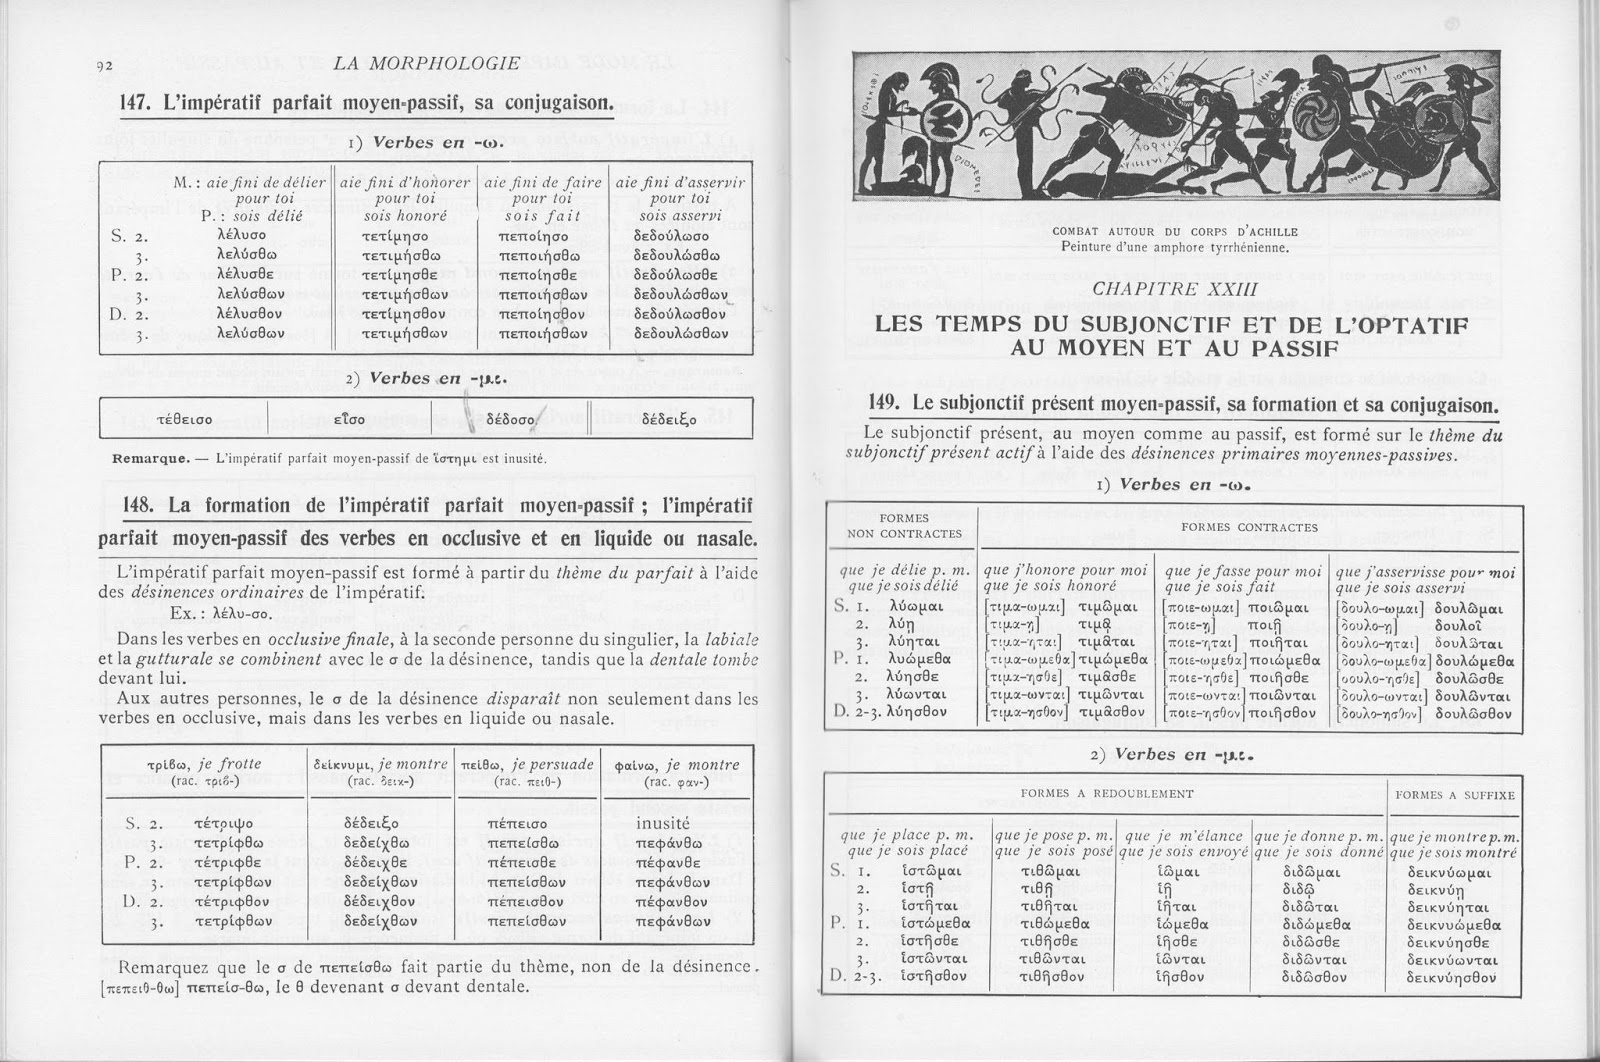 92 LA MORPHOLOGIE
147. L'impératif parfait moyen-passif, sa conjugaison.
1) Verbes en -ω.
M. : aie fini de délier aie fini d'honorer aie fini de faire aie fini d'asservir
pour toi pour toi pour toi pour toi
P. : sois délié sois honoré sois fait sois asservi
S. 2. λέλυσο τετίμησο πεποίησο δεδούλωσο
3. λελύσθω τετιμήσθω πεποιήσθω δεδουλώσθω
P. 2. λέλυσθε τετίμησθε πεποίησθε δεδούλωσθε
3. λελύσθων τετιμήσθων πεποιήσθων δεδουλώσθων
D. 2. λέλυσθον τετίμησθον πεποίησθον δεδούλωσθον
3. λελύσθων τετιμήσθων πεποιήσθων δεδουλώσθων
2) Verbes en -μι.
τέθεισο εἷσο δέδοσο δέδειξο
Remarque. — L'impératif parfait moyen-passif de ἵστημι est inusité.
148. La formation de l'impératif parfait moyen-passif ; l'impératif
parfait moyen-passif des verbes en occlusive et en liquide ou nasale.
L'impératif parfait moyen-passif est formé à partir du thème du parfait à l'aide
des désinences ordinaires de l'impératif.
Ex. : λέλυ-σο.
Dans les verbes en occlusive finale, à la seconde personne du singulier, la labiale
et la gutturale se combinent avec le σ de la désinence, tandis que la dentale tombe
devant lui.
Aux autres personnes, le σ de la désinence disparaît non seulement dans les
verbes en occlusive, mais dans les verbes en liquide ou nasale.
τρίβω, je frotte δείκνυμι, je montre πείθω, je persuade φαίνω, je montre
(rac. τριβ-) (rac. δεικ-) (rac. πειθ-) (rac. φαν-)
S. 2. τέτριψο δέδειξο πέπεισο inusité
3. τετρίφθω δεδείχθω πεπείσθω πεφάνθω
P. 2. τέτριφθε δέδειχθε πέπεισθε πέφανθε
3. τετρίφθων δεδείχθων πεπείσθων πεφάνθων
D. 2. τέτριφθον δέδειχθον πέπεισθον πέφανθον
3. τετρίφθων δεδείχθων πεπείσθων πεφάνθων
Remarquez que le σ de πεπείσθω fait partie du thème, non de la désinence.
[πεπειθ-θω] πεπείσ-θω, le θ devenant σ devant dentale.
COMBAT AUTOUR DU CORPS D'ACHILLE
Peinture d'une amphore tyrrhénienne.
CHAPITRE XXIII
LES TEMPS DU SUBJONCTIF ET DE L'OPTATIF
AU MOYEN ET AU PASSIF
149. Le subjonctif présent moyen-passif, sa formation et sa conjugaison.
Le subjonctif présent, au moyen comme au passif, est formé sur le thème du
subjonctif présent actif à l'aide des désinences primaires moyennes-passives.
1) Verbes en -ω.
FORMES
NON CONTRACTES FORMES CONTRACTES
que je délie p. m. que j'honore pour moi que je fasse pour moi que j'asservisse pour moi
que je sois délié que je sois honoré que je sois fait que je sois asservi
S. 1. λύωμαι [τιμα-ωμαι] τιμῶμαι [ποιε-ωμαι] ποιῶμαι [δουλο-ωμαι] δουλῶμαι
2. λύῃ [τιμα-ῃ] τιμᾷ [ποιε-ῃ] ποιῇ [δουλο-ῃ] δουλοῖ
3. λύηται [τιμα-ηται] τιμᾶται [ποιε-ηται] ποιῆται [δουλο-ηται] δουλῶται
P. 1. λυώμεθα [τιμα-ωμεθα] τιμώμεθα [ποιε-ωμεθα] ποιώμεθα [δουλο-ωμεθα] δουλώμεθα
2. λύησθε [τιμα-ησθε] τιμᾶσθε [ποιε-ησθε] ποιῆσθε [δουλο-ησθε] δουλῶσθε
3. λύωνται [τιμα-ωνται] τιμῶνται [ποιε-ωνται] ποιῶνται [δουλο-ωνται] δουλῶνται
D. 2-3. λύησθον [τιμα-ησθον] τιμᾶσθον [ποιε-ησθον] ποιῆσθον [δουλο-ησθον] δουλῶσθον
2) Verbes en -μι.
FORMES A REDOUBLEMENT FORMES A SUFFIXE
que je place p. m. que je pose p. m. que je m'élance que je donne p. m. que je montre p. m.
que je sois placé que je sois posé que je sois envoyé que je sois donné que je sois montré
S. 1. ἱστῶμαι τιθῶμαι ἱῶμαι διδῶμαι δεικνύωμαι
2. ἱστῇ τιθῇ ἱῇ διδῷ δεικνύῃ
3. ἱστῆται τιθῆται ἱῆται διδῶται δεικνύηται
P. 1. ἱστώμεθα τιθώμεθα ἱώμεθα διδώμεθα δεικνυώμεθα
2. ἱστῆσθε τιθῆσθε ἱῆσθε διδῶσθε δεικνύησθε
3. ἱστῶνται τιθῶνται ἱῶνται διδῶνται δεικνύωνται
D. 2-3. ἱστῆσθον τιθῆσθον ἱῆσθον διδῶσθον δεικνύησθον